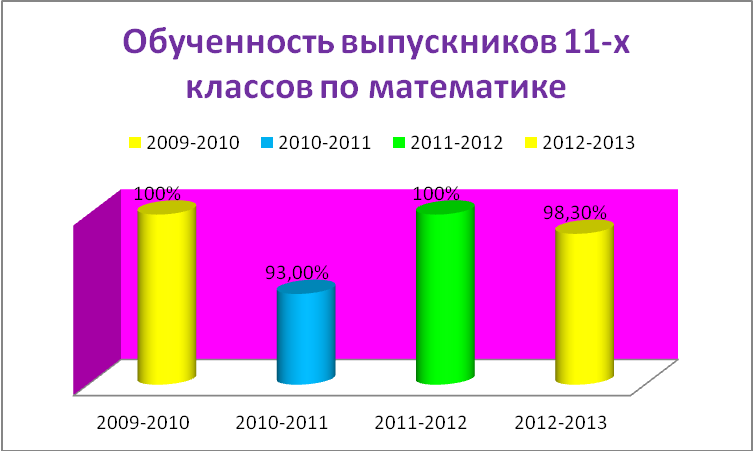 Обученность выпускников 11-х
классов по математике
2009-2010 2010-2011 2011-2012 2012-2013
100% 93,00% 100% 98,30%
2009-2010 2010-2011 2011-2012 2012-2013